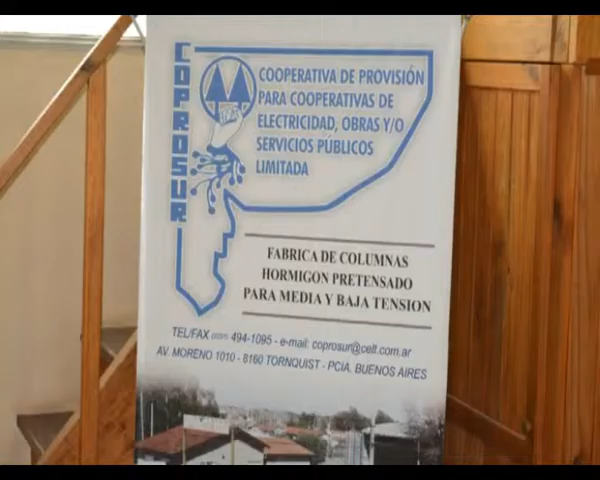 COPROSUR
COOPERATIVA DE PROVISIÓN
PARA COOPERATIVAS DE
ELECTRICIDAD, OBRAS Y/O
SERVICIOS PÚBLICOS
LIMITADA
FABRICA DE COLUMNAS
HORMIGON PRETENSADO
PARA MEDIA Y BAJA TENSION
TEL/FAX 494-1095 - e-mail: coprosur@celt.com.ar
AV. MORENO 1010 - 8160 TORNQUIST - PCIA. BUENOS AIRES